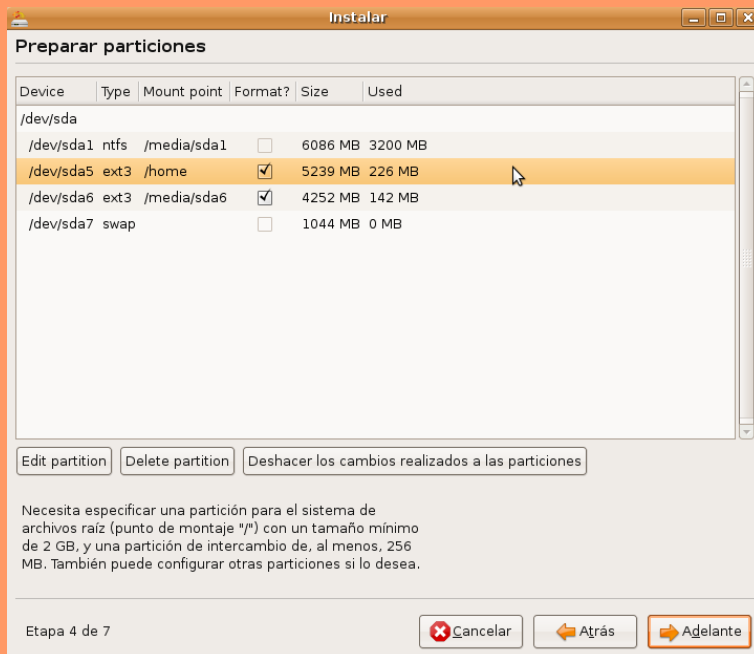 Instalar
Preparar particiones
Device Type Mount point Format? Size Used
/dev/sda
/dev/sda1 ntfs /media/sda1 6086 MB 3200 MB
/dev/sda5 ext3 /home 5239 MB 226 MB
/dev/sda6 ext3 /media/sda6 4252 MB 142 MB
/dev/sda7 swap 1044 MB 0 MB
Edit partition Delete partition Deshacer los cambios realizados a las particiones
Necesita especificar una partición para el sistema de
archivos raíz (punto de montaje "/") con un tamaño mínimo
de 2 GB, y una partición de intercambio de, al menos, 256
MB. También puede configurar otras particiones si lo desea.
Etapa 4 de 7 Cancelar Atrás Adelante